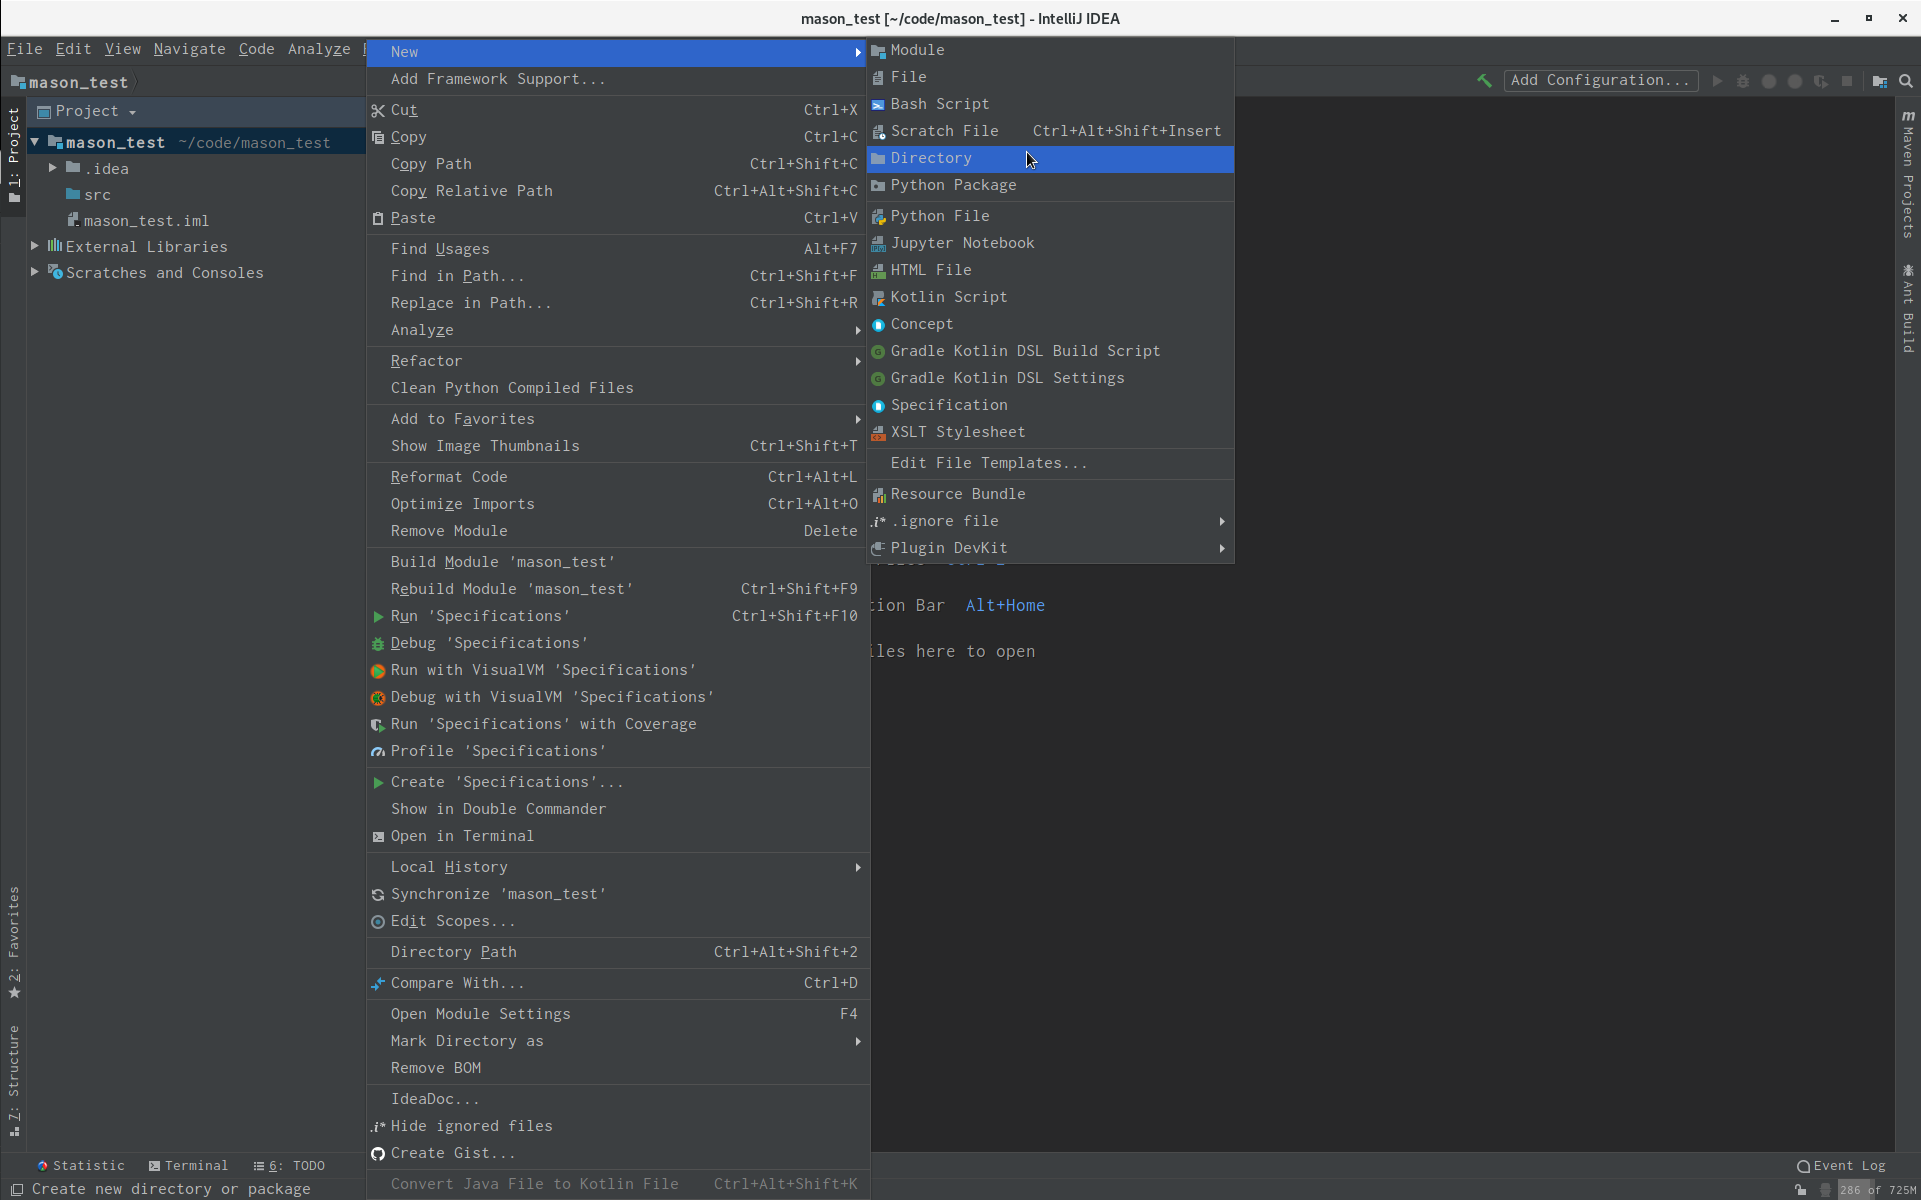 mason_test [~/code/mason_test] - IntelliJ IDEA
File Edit View Navigate Code Analyze
mason_test
Add Configuration...
Project
mason_test ~/code/mason_test
.idea
src
mason_test.iml
External Libraries
Scratches and Consoles
1: Project
2: Favorites
7: Structure
New
Add Framework Support...
Cut Ctrl+X
Copy Ctrl+C
Copy Path Ctrl+Shift+C
Copy Relative Path Ctrl+Alt+Shift+C
Paste Ctrl+V
Find Usages Alt+F7
Find in Path... Ctrl+Shift+F
Replace in Path... Ctrl+Shift+R
Analyze
Refactor
Clean Python Compiled Files
Add to Favorites
Show Image Thumbnails Ctrl+Shift+T
Reformat Code Ctrl+Alt+L
Optimize Imports Ctrl+Alt+O
Remove Module Delete
Build Module 'mason_test'
Rebuild Module 'mason_test' Ctrl+Shift+F9
Run 'Specifications' Ctrl+Shift+F10
Debug 'Specifications'
Run with VisualVM 'Specifications'
Debug with VisualVM 'Specifications'
Run 'Specifications' with Coverage
Profile 'Specifications'
Create 'Specifications'...
Show in Double Commander
Open in Terminal
Local History
Synchronize 'mason_test'
Edit Scopes...
Directory Path Ctrl+Alt+Shift+2
Compare With... Ctrl+D
Open Module Settings F4
Mark Directory as
Remove BOM
IdeaDoc...
.i* Hide ignored files
Create Gist...
Convert Java File to Kotlin File Ctrl+Alt+Shift+K
Module
File
Bash Script
Scratch File Ctrl+Alt+Shift+Insert
Directory
Python Package
Python File
Jupyter Notebook
HTML File
Kotlin Script
Concept
Gradle Kotlin DSL Build Script
Gradle Kotlin DSL Settings
Specification
XSLT Stylesheet
Edit File Templates...
Resource Bundle
.i* .ignore file
Plugin DevKit
tion Bar Alt+Home
iles here to open
m Maven Projects
Ant Build
Statistic Terminal 6: TODO
Event Log
Create new directory or package
286 of 725M